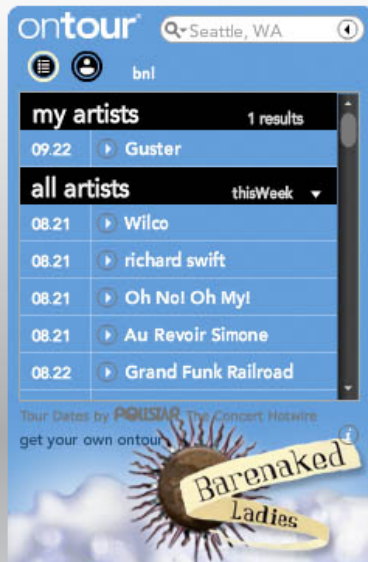 ontour
Seattle, WA
bnl
my artists 1 results
09.22 Guster
all artists thisWeek
08.21 Wilco
08.21 richard swift
08.21 Oh No! Oh My!
08.21 Au Revoir Simone
08.22 Grand Funk Railroad
Tour Dates by POLLSTAR, The Concert Hotwire
get your own ontour
i
Barenaked
Ladies